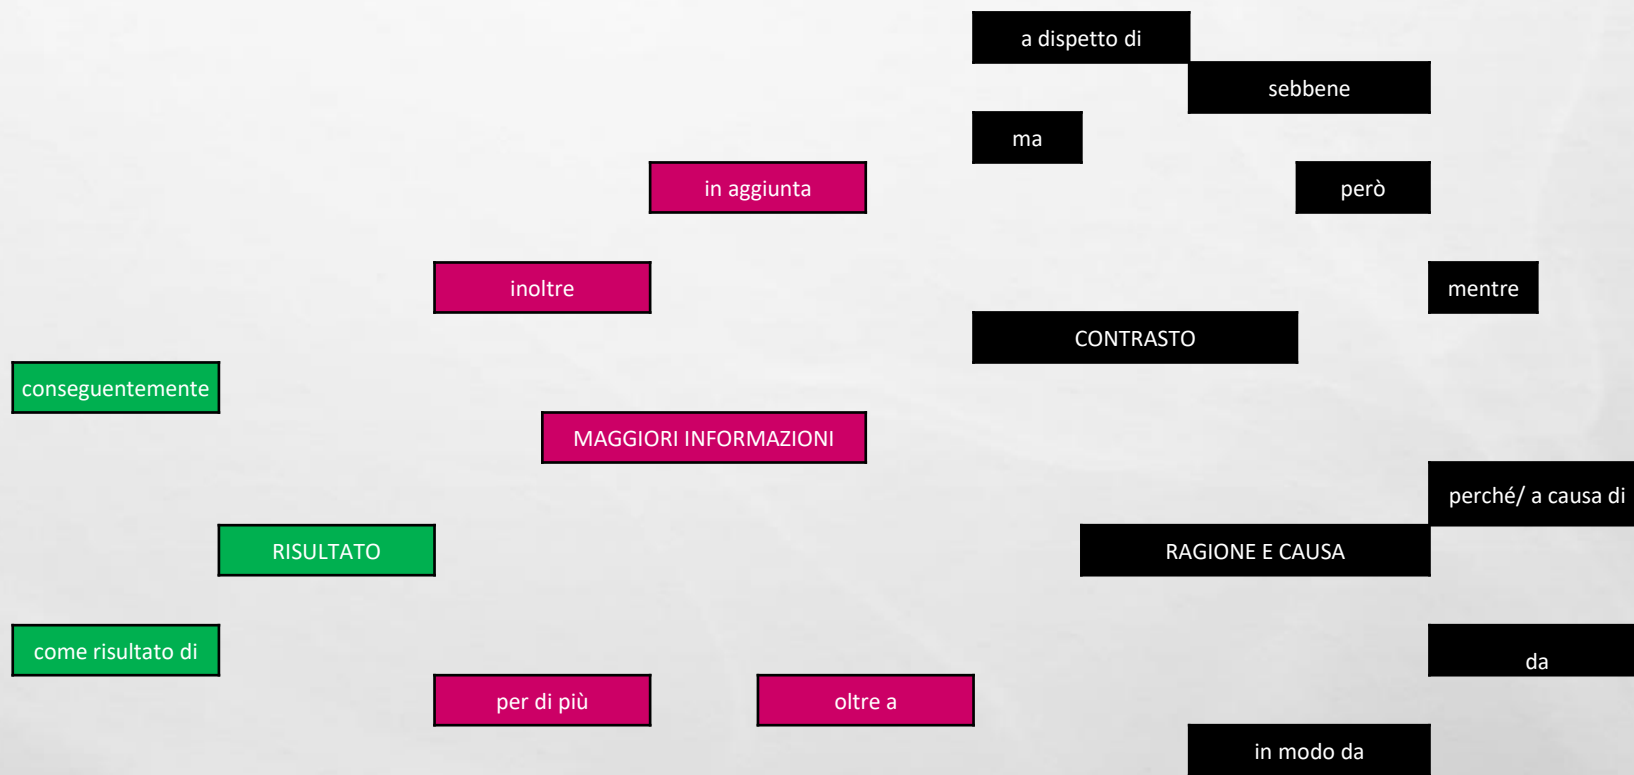 a dispetto di
sebbene
ma
in aggiunta
però
inoltre
mentre
CONTRASTO
conseguentemente
MAGGIORI INFORMAZIONI
perché/ a causa di
RISULTATO
RAGIONE E CAUSA
come risultato di
da
per di più
oltre a
in modo da